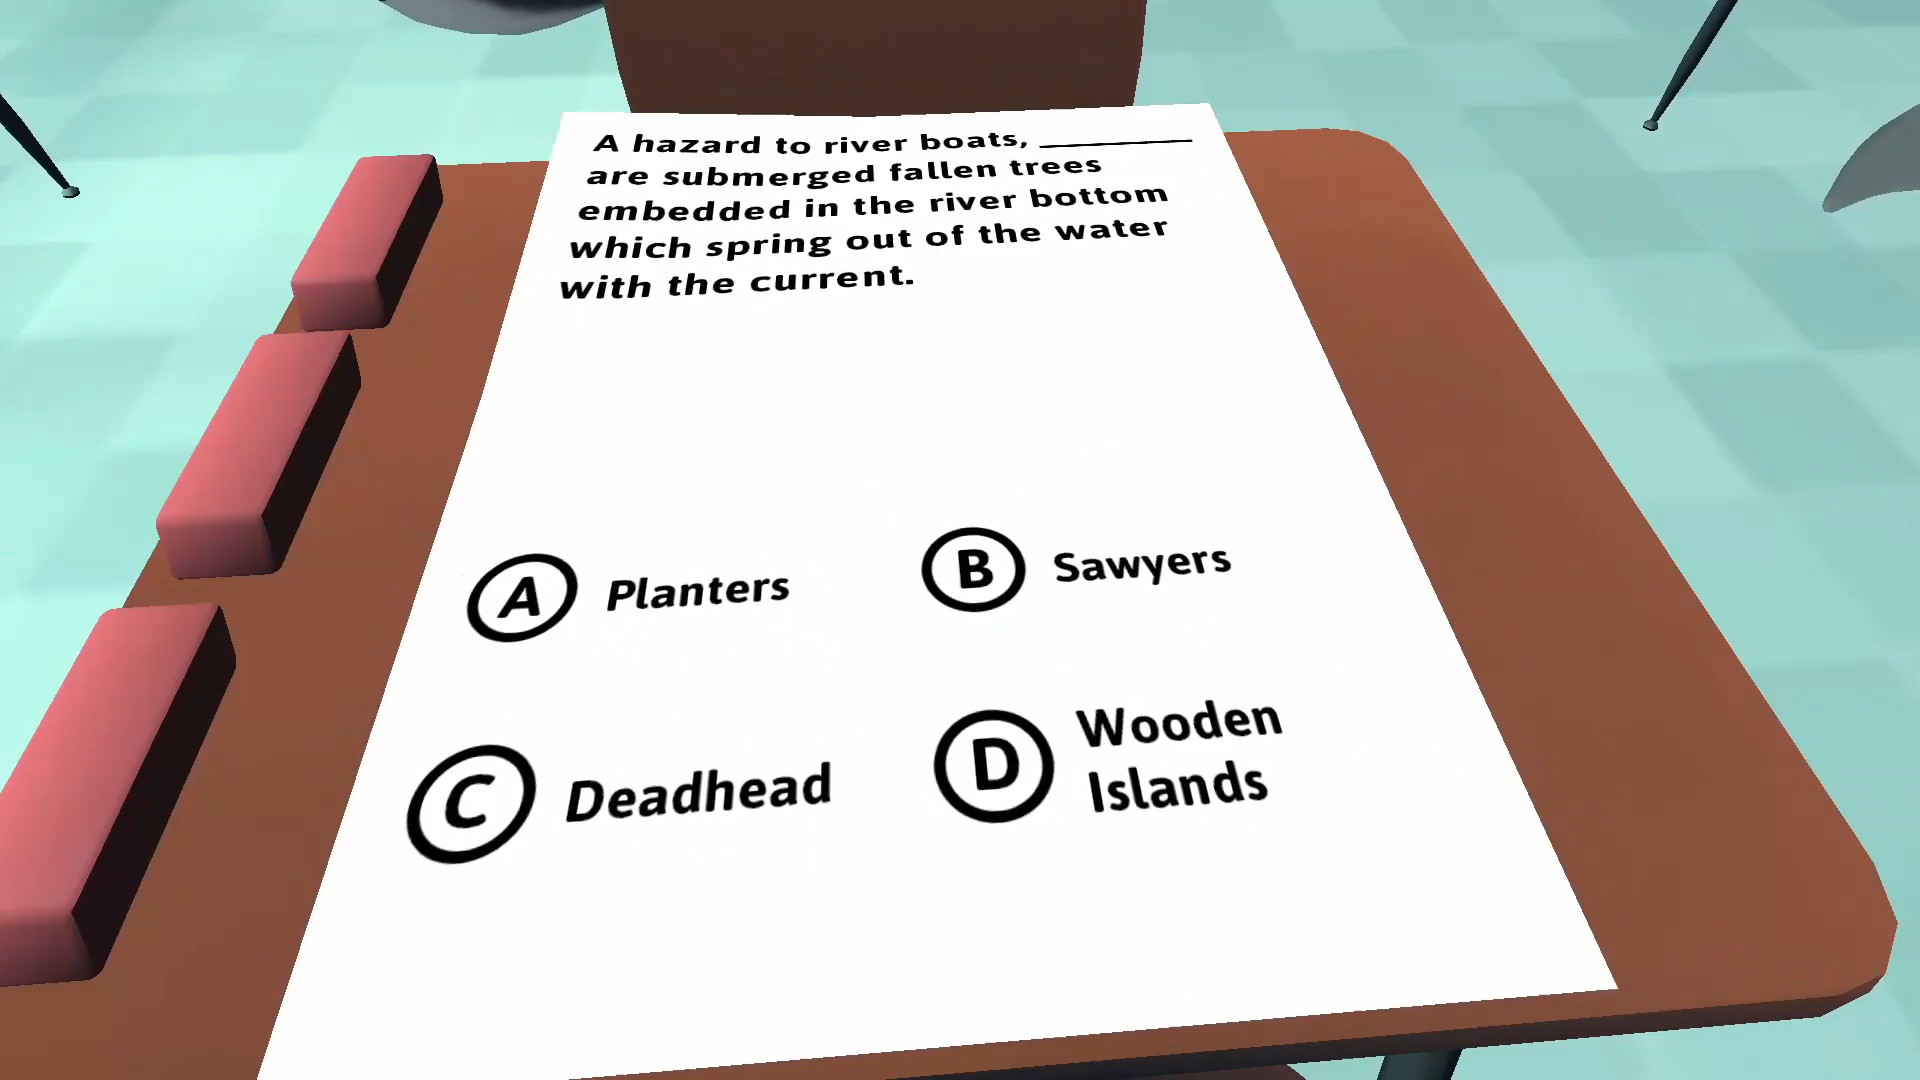 A hazard to river boats, __________
are submerged fallen trees
embedded in the river bottom
which spring out of the water
with the current.
A Planters
B Sawyers
C Deadhead
D Wooden
Islands